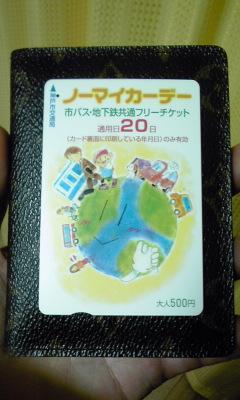 神戸市交通局
ノーマイカーデー
市バス・地下鉄共通フリーチケット
適用日20日
(カード裏面に印刷している年月日)のみ有効
大人500円